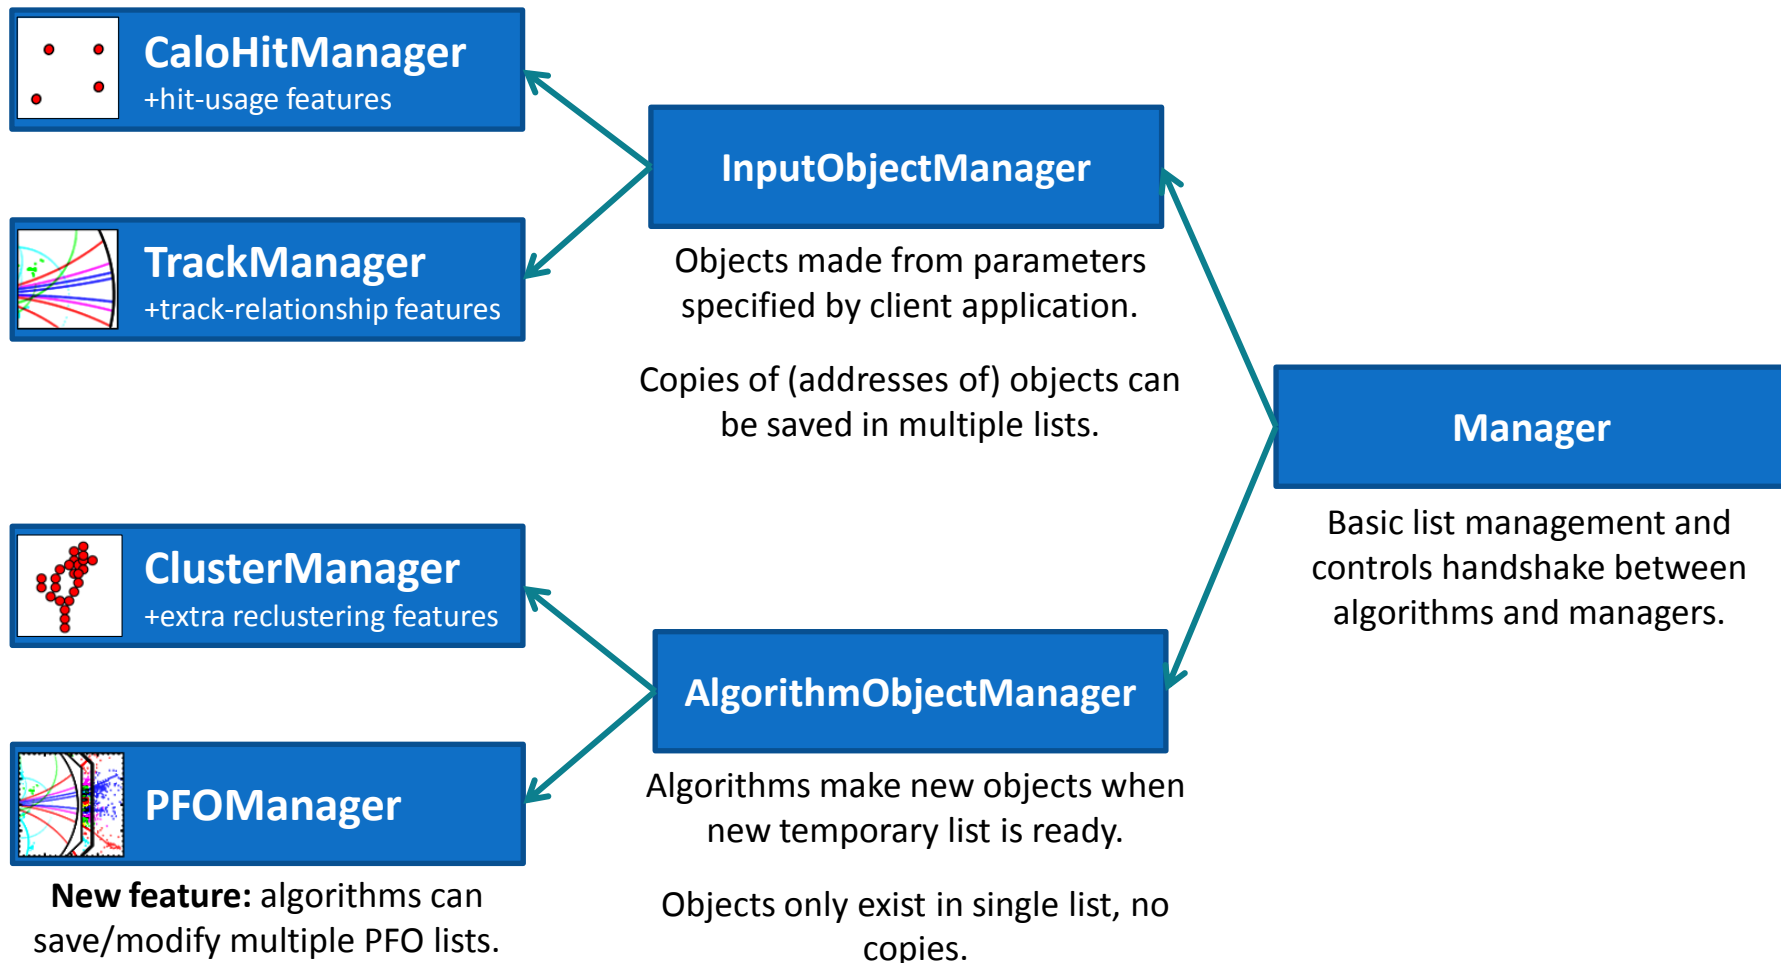 CaloHitManager
+hit-usage features
TrackManager
+track-relationship features
InputObjectManager
Objects made from parameters
specified by client application.
Copies of (addresses of) objects can
be saved in multiple lists.
Manager
Basic list management and
controls handshake between
algorithms and managers.
ClusterManager
+extra reclustering features
PFOManager
New feature: algorithms can
save/modify multiple PFO lists.
AlgorithmObjectManager
Algorithms make new objects when
new temporary list is ready.
Objects only exist in single list, no
copies.